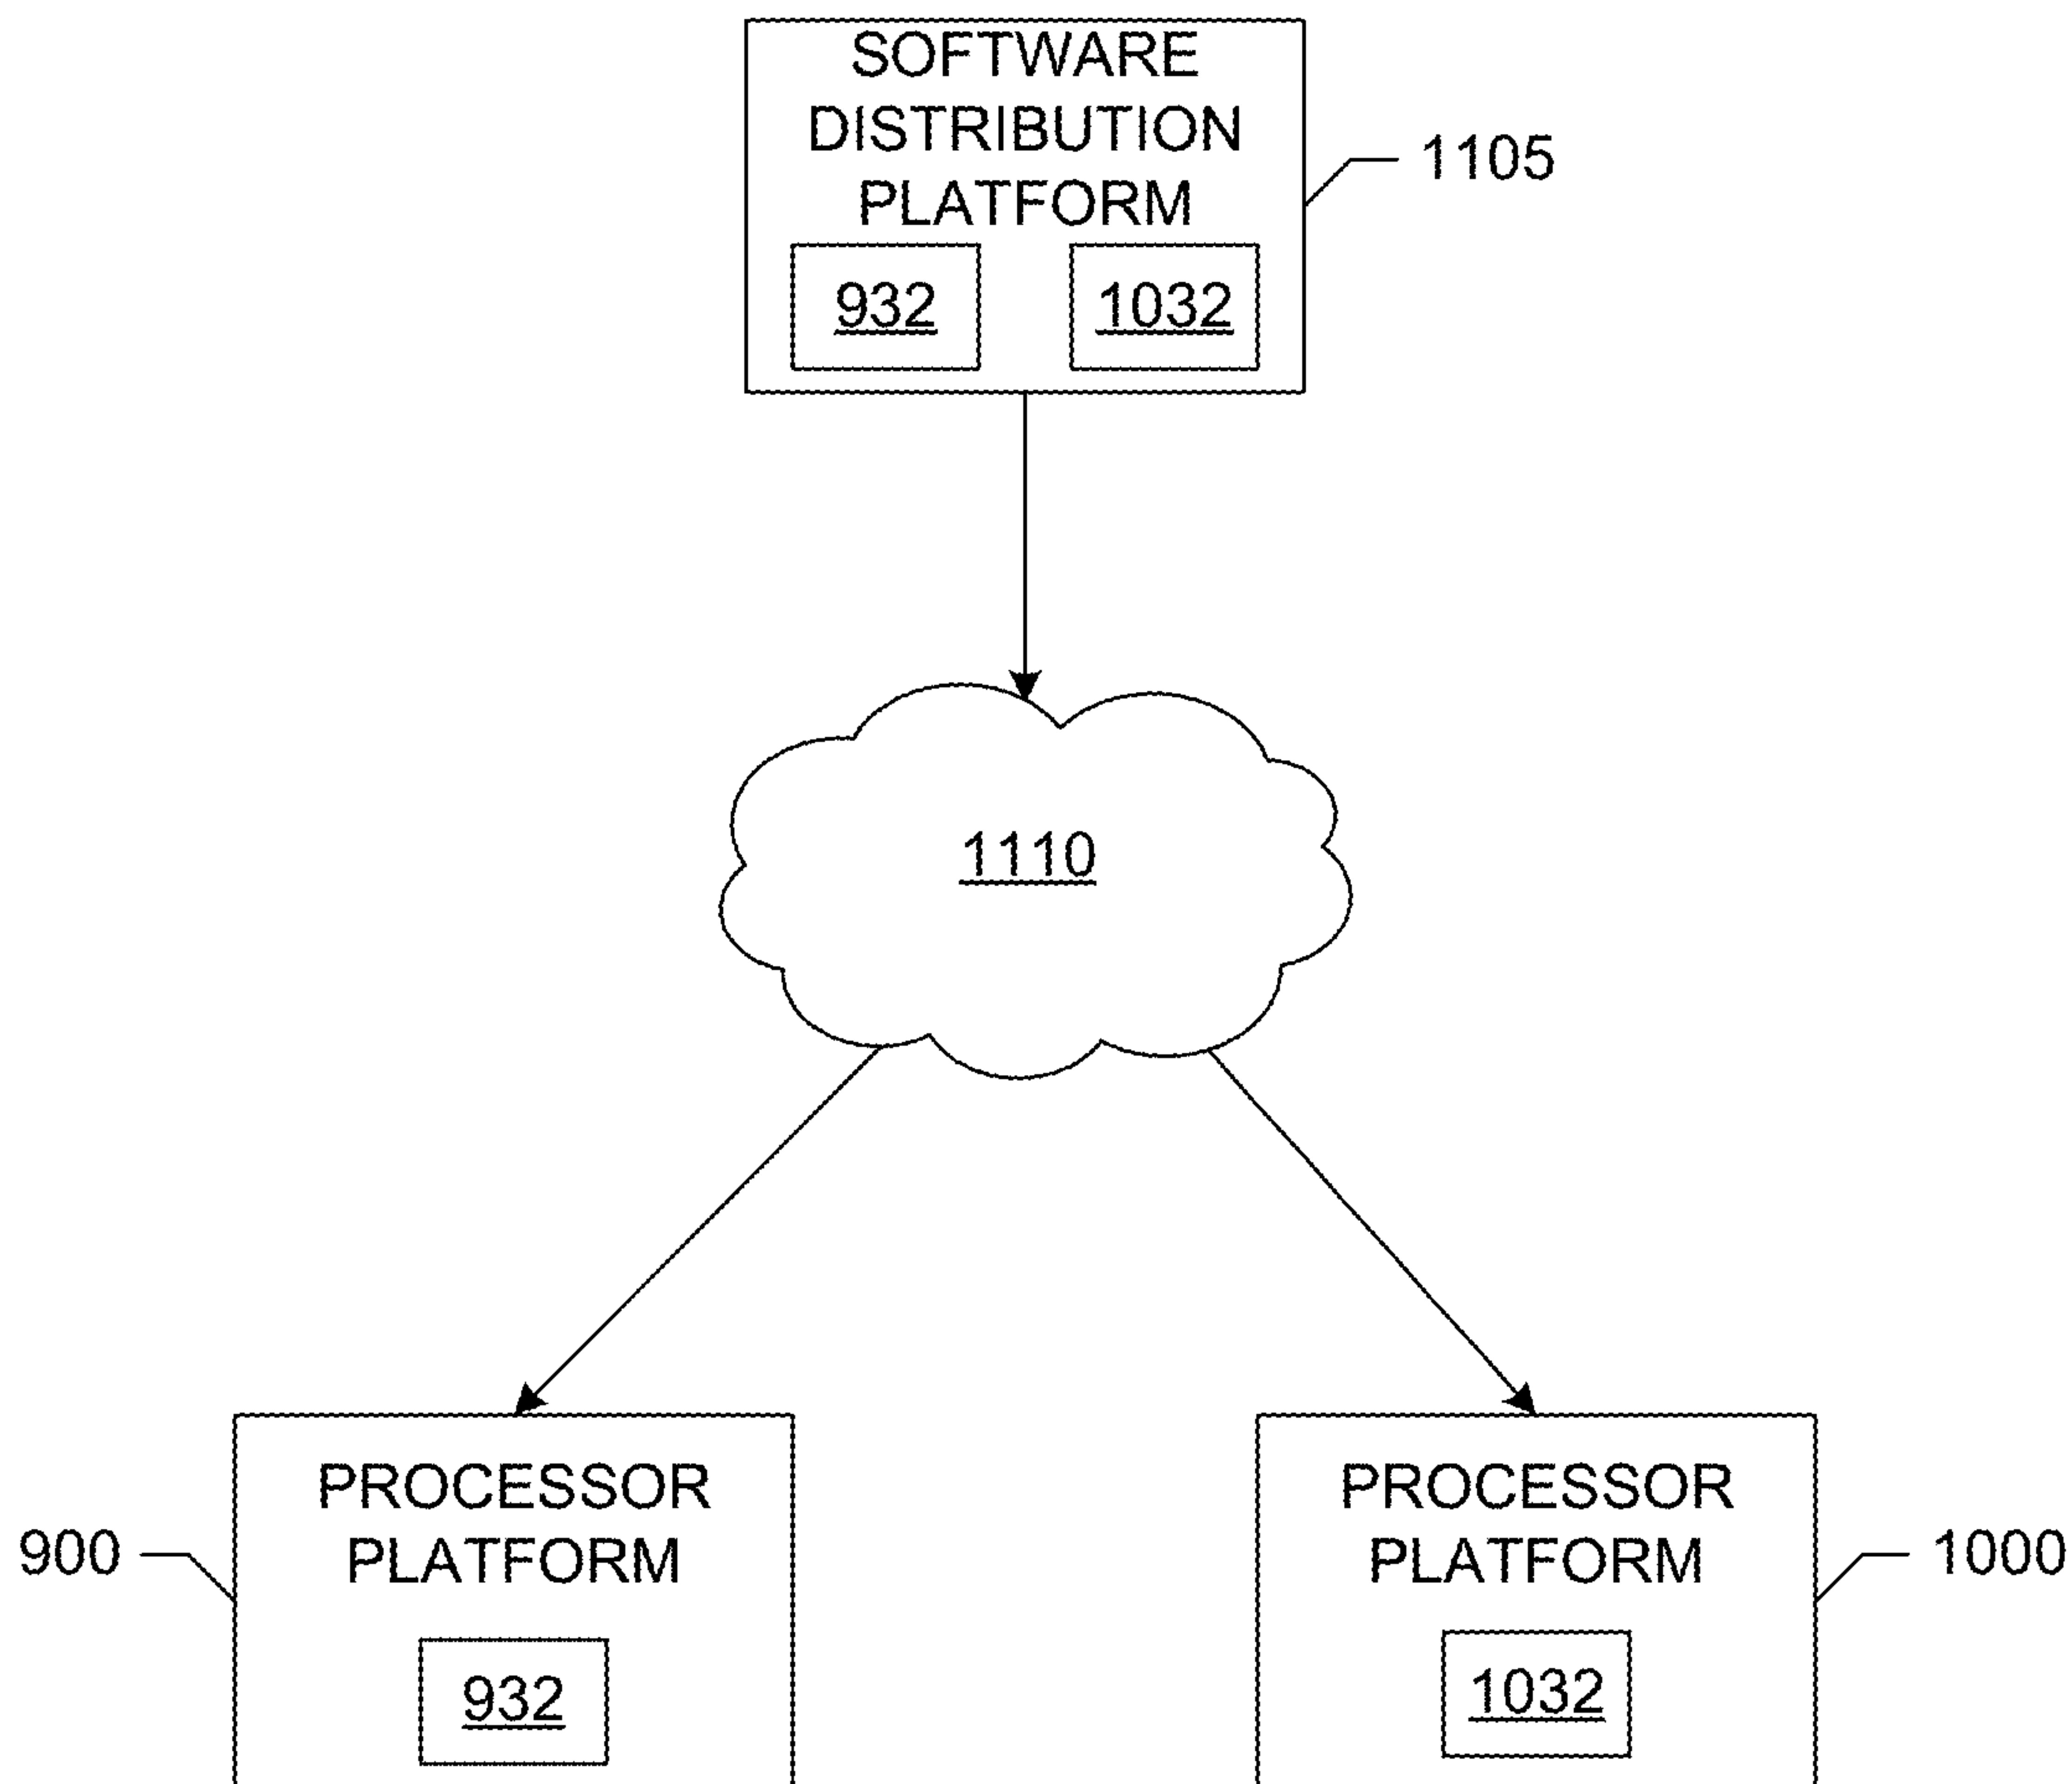 SOFTWARE
DISTRIBUTION
PLATFORM
1105
932 1032
1110
PROCESSOR
PLATFORM
900
932
PROCESSOR
PLATFORM
1000
1032